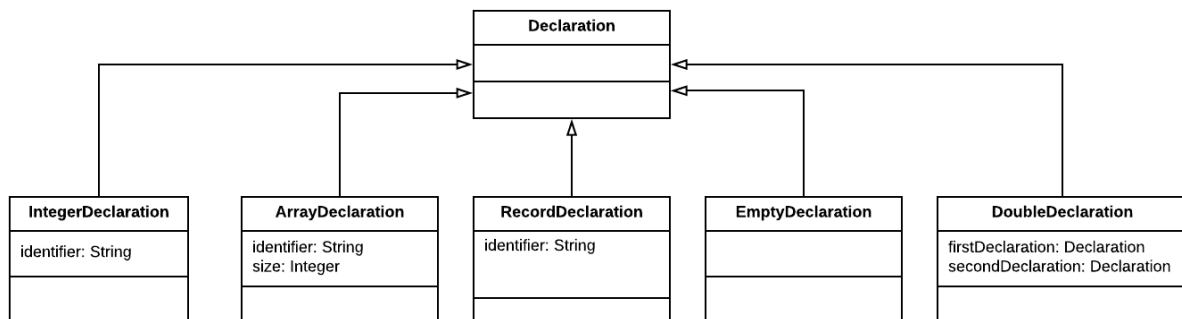 Declaration
IntegerDeclaration
identifier: String
ArrayDeclaration
identifier: String
size: Integer
RecordDeclaration
identifier: String
EmptyDeclaration
DoubleDeclaration
firstDeclaration: Declaration
secondDeclaration: Declaration